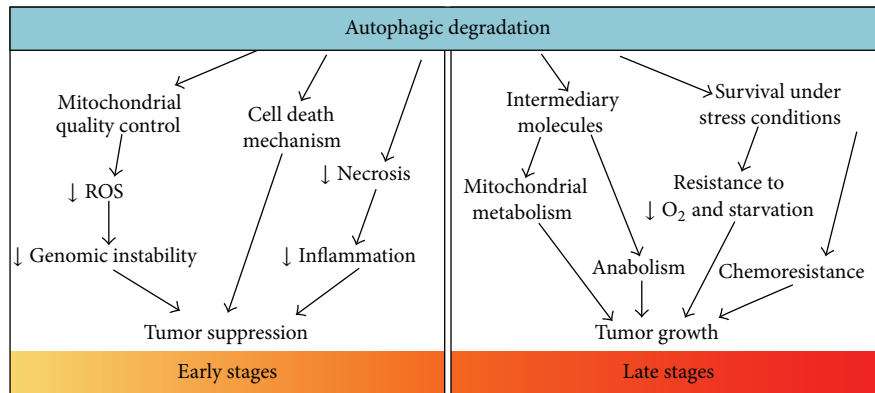 Autophagic degradation
Mitochondrial
quality control
↓ ROS
↓ Genomic instability
Cell death
mechanism
↓ Necrosis
↓ Inflammation
Tumor suppression
Early stages
Intermediary
molecules
Mitochondrial
metabolism
Anabolism
Survival under
stress conditions
Resistance to
↓ O₂ and starvation
Chemoresistance
Tumor growth
Late stages